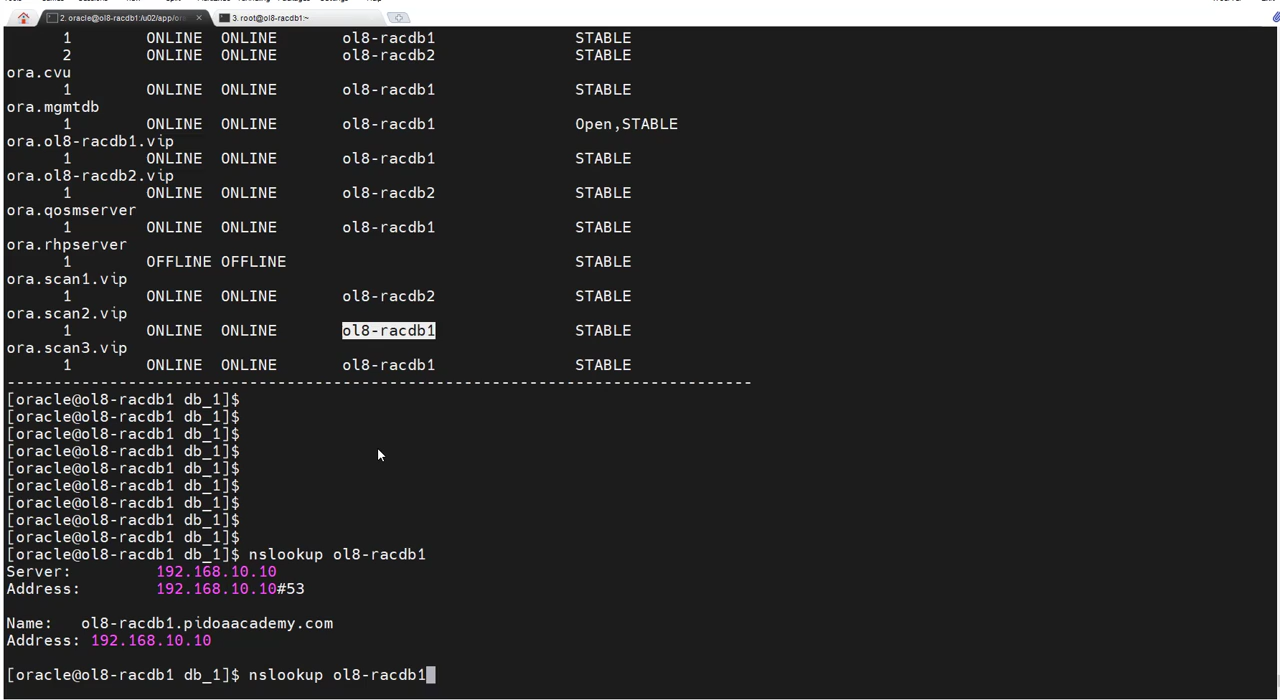 2. oracle@ol8-racdb1:/u02/app/ora
3. root@ol8-racdb1:~
1 ONLINE ONLINE ol8-racdb1 STABLE
2 ONLINE ONLINE ol8-racdb2 STABLE
ora.cvu
1 ONLINE ONLINE ol8-racdb1 STABLE
ora.mgmtdb
1 ONLINE ONLINE ol8-racdb1 Open,STABLE
ora.ol8-racdb1.vip
1 ONLINE ONLINE ol8-racdb1 STABLE
ora.ol8-racdb2.vip
1 ONLINE ONLINE ol8-racdb2 STABLE
ora.qosmserver
1 ONLINE ONLINE ol8-racdb1 STABLE
ora.rhpserver
1 OFFLINE OFFLINE STABLE
ora.scan1.vip
1 ONLINE ONLINE ol8-racdb2 STABLE
ora.scan2.vip
1 ONLINE ONLINE ol8-racdb1 STABLE
ora.scan3.vip
1 ONLINE ONLINE ol8-racdb1 STABLE
--------------------------------------------------------------------------------
[oracle@ol8-racdb1 db_1]$
[oracle@ol8-racdb1 db_1]$
[oracle@ol8-racdb1 db_1]$
[oracle@ol8-racdb1 db_1]$
[oracle@ol8-racdb1 db_1]$
[oracle@ol8-racdb1 db_1]$
[oracle@ol8-racdb1 db_1]$
[oracle@ol8-racdb1 db_1]$
[oracle@ol8-racdb1 db_1]$
[oracle@ol8-racdb1 db_1]$ nslookup ol8-racdb1
Server: 192.168.10.10
Address: 192.168.10.10#53
Name: ol8-racdb1.pidoaacademy.com
Address: 192.168.10.10
[oracle@ol8-racdb1 db_1]$ nslookup ol8-racdb1